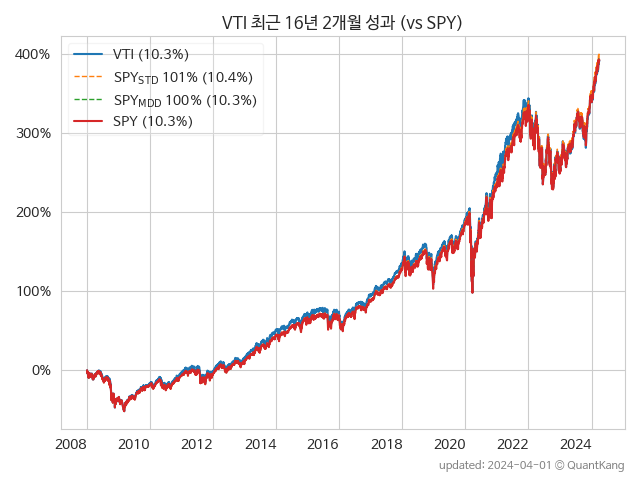 VTI 최근 16년 2개월 성과 (vs SPY)
VTI (10.3%)
SPY_STD 101% (10.4%)
SPY_MDD 100% (10.3%)
SPY (10.3%)
400%
300%
200%
100%
0%
2008 2010 2012 2014 2016 2018 2020 2022 2024
updated: 2024-04-01 © QuantKang